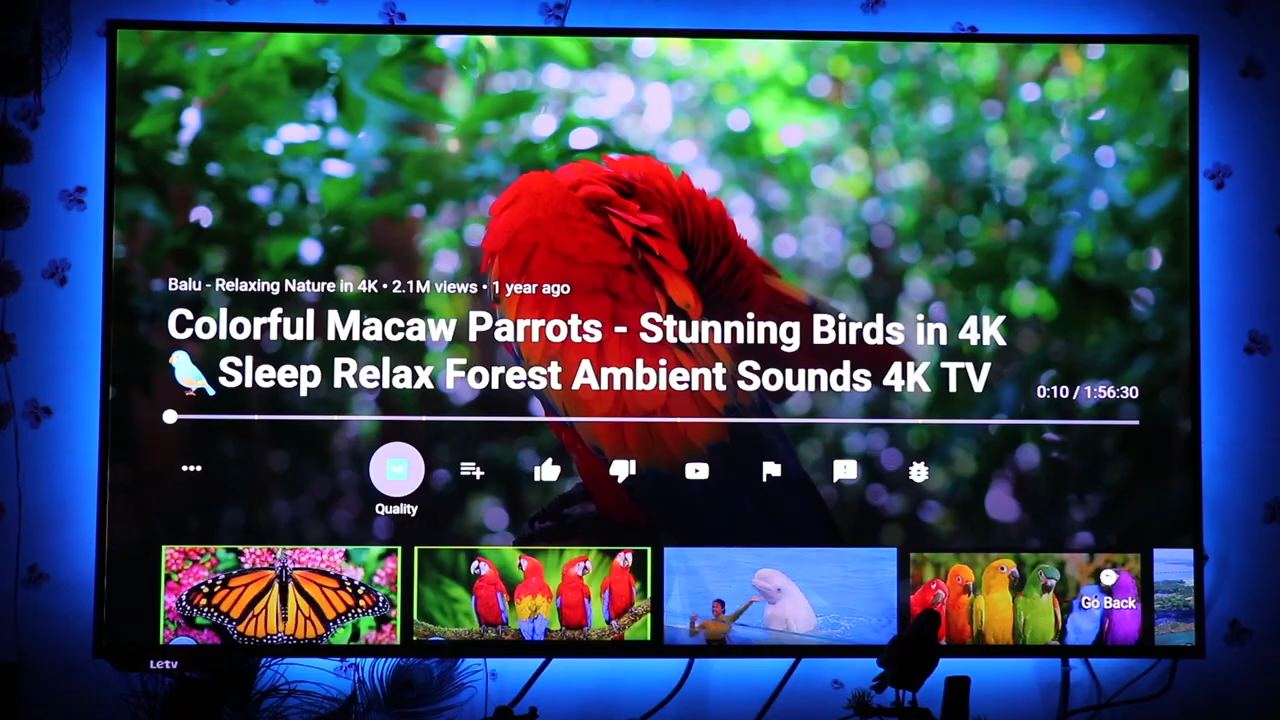 Balu - Relaxing Nature in 4K • 2.1M views • 1 year ago
Colorful Macaw Parrots - Stunning Birds in 4K
Sleep Relax Forest Ambient Sounds 4K TV
0:10 / 1:56:30
Quality
Go Back
Letv